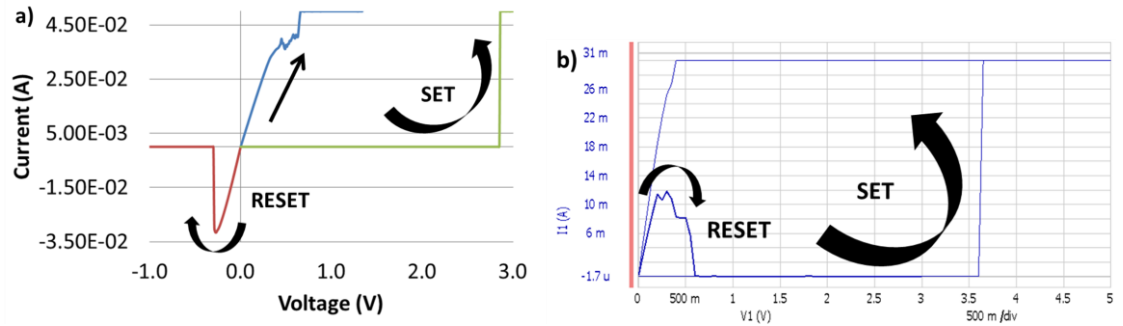 a)
4.50E-02
2.50E-02
5.00E-03
-1.50E-02
-3.50E-02
Current (A)
SET
RESET
-1.0 0.0 1.0 2.0 3.0
Voltage (V)
b)
31 m
26 m
22 m
18 m
14 m
10 m
6 m
-1.7 u
I1 (A)
SET
RESET
0 500 m 1 1.5 2 2.5 3 3.5 4 4.5 5
V1 (V) 500 m/div